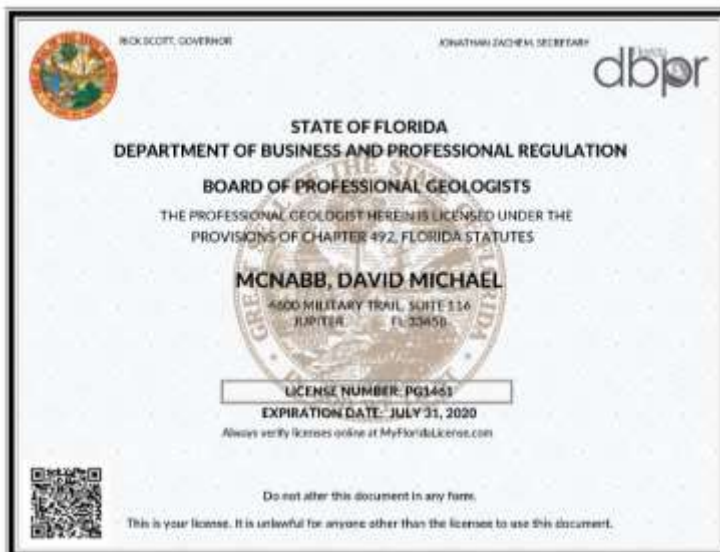 RICK SCOTT, GOVERNOR
JONATHAN ZACHEM, SECRETARY
dbpr
STATE OF FLORIDA
DEPARTMENT OF BUSINESS AND PROFESSIONAL REGULATION
BOARD OF PROFESSIONAL GEOLOGISTS
THE PROFESSIONAL GEOLOGIST HEREIN IS LICENSED UNDER THE
PROVISIONS OF CHAPTER 492, FLORIDA STATUTES
MCNABB, DAVID MICHAEL
4600 MILITARY TRAIL, SUITE 116
JUPITER FL 33458
LICENSE NUMBER: PG1461
EXPIRATION DATE: JULY 31, 2020
Always verify licenses online at MyFloridaLicense.com
Do not alter this document in any form.
This is your license. It is unlawful for anyone other than the licensee to use this document.